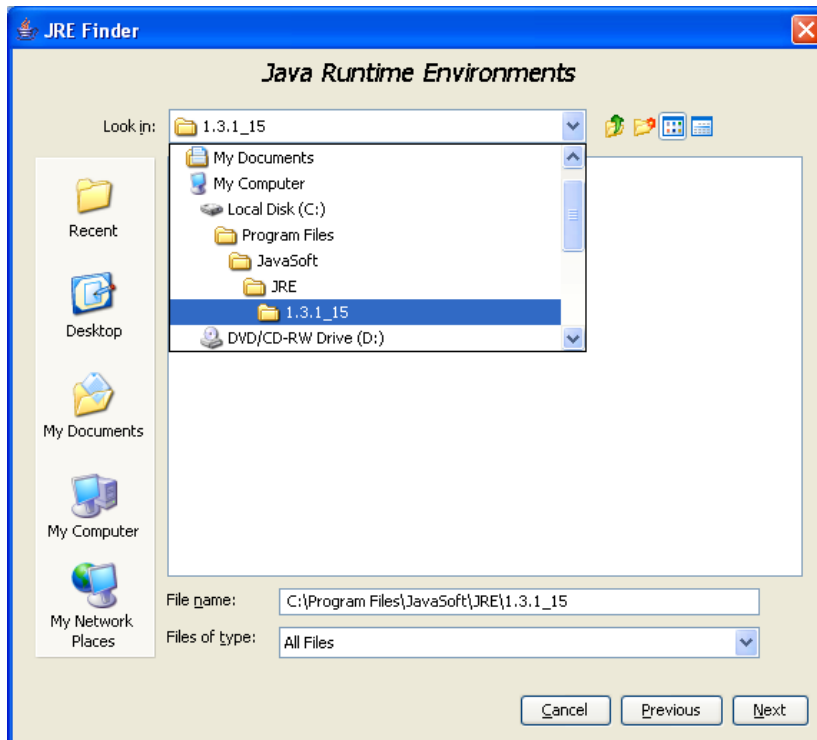 JRE Finder
Java Runtime Environments
Look in: 1.3.1_15
My Documents
My Computer
Local Disk (C:)
Program Files
JavaSoft
JRE
1.3.1_15
DVD/CD-RW Drive (D:)
Recent
Desktop
My Documents
My Computer
My Network
Places
File name: C:\Program Files\JavaSoft\JRE\1.3.1_15
Files of type: All Files
Cancel Previous Next